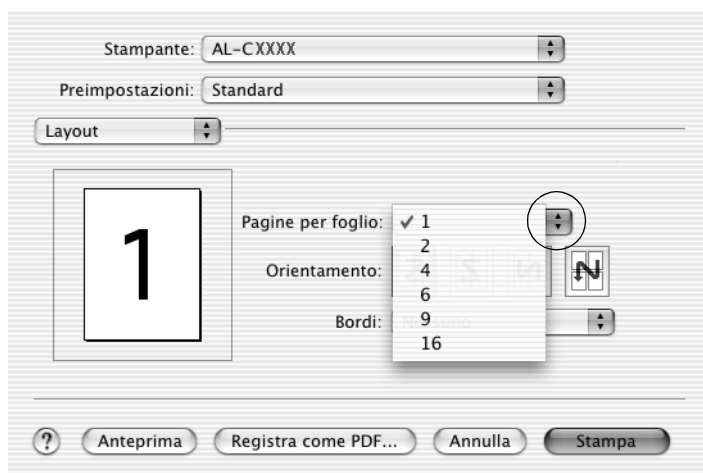 Stampante: AL-CXXXX
Preimpostazioni: Standard
Layout
1
Pagine per foglio: ✓ 1
2
Orientamento: 4
6
Bordi: 9
16
? Anteprima Registra come PDF... Annulla Stampa